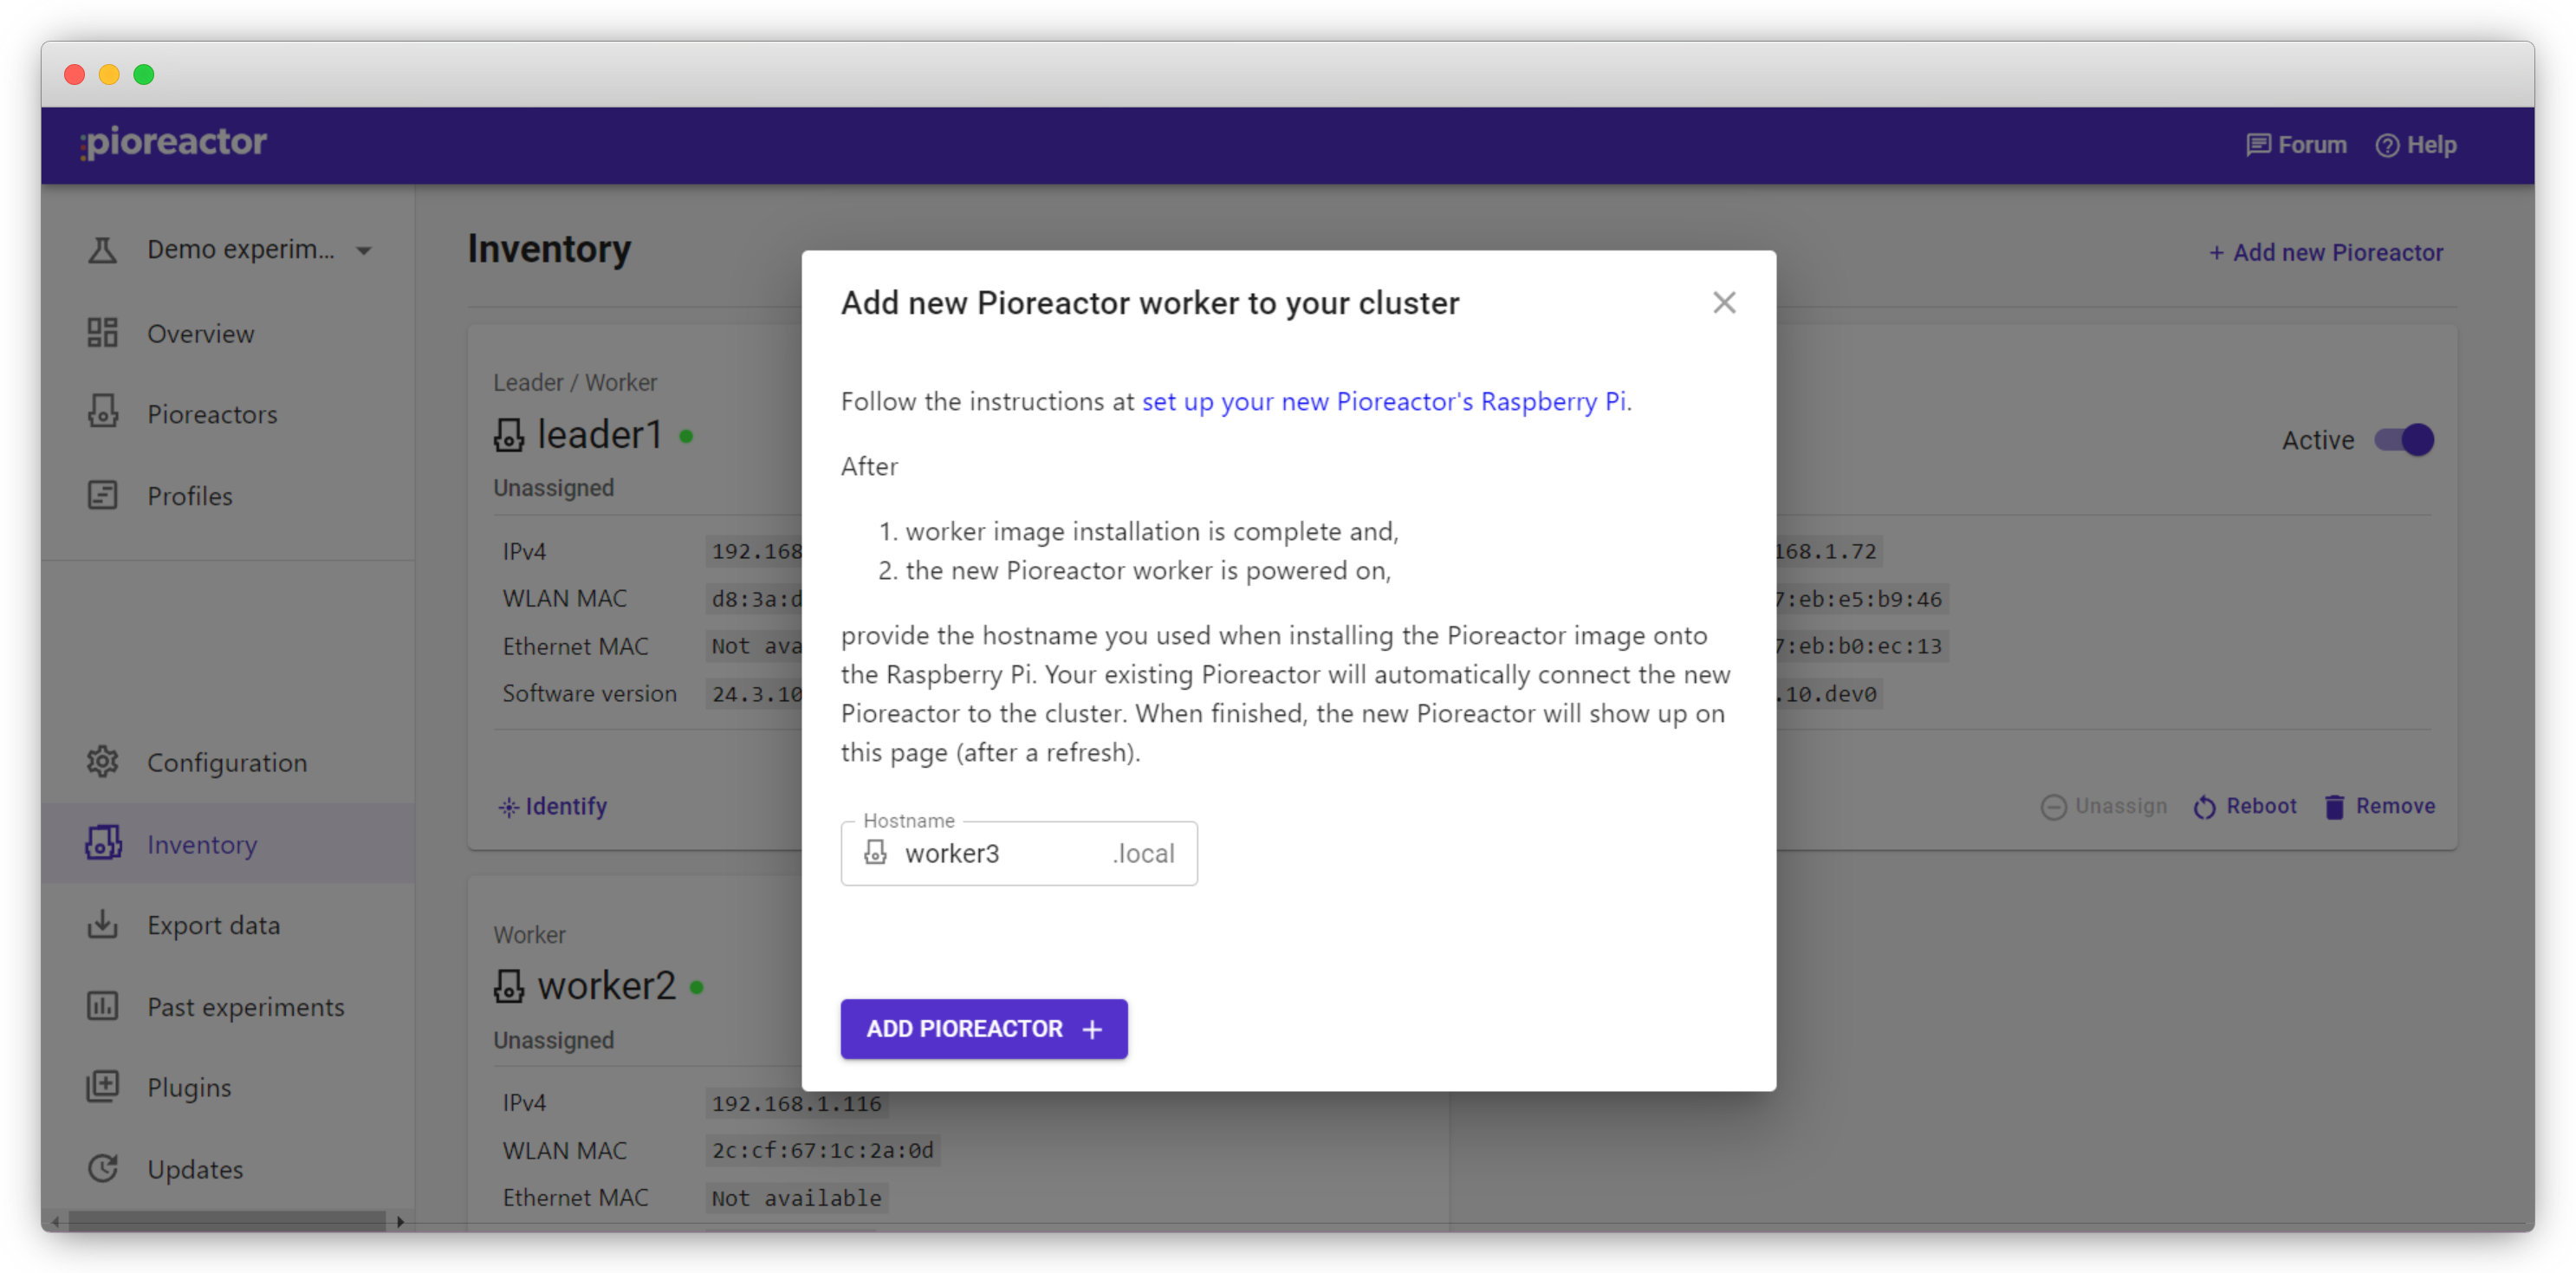 pioreactor
Forum
Help
Demo experim...
Overview
Pioreactors
Profiles
Configuration
Inventory
Export data
Past experiments
Plugins
Updates
Inventory
+ Add new Pioreactor
Leader / Worker
leader1
Unassigned
IPv4 192.168
WLAN MAC d8:3a:d
Ethernet MAC Not ava
Software version 24.3.10
Identify
Active
168.1.72
7:eb:e5:b9:46
7:eb:b0:ec:13
.10.dev0
Unassign Reboot Remove
Worker
worker2
Unassigned
IPv4 192.168.1.116
WLAN MAC 2c:cf:67:1c:2a:0d
Ethernet MAC Not available
Add new Pioreactor worker to your cluster
Follow the instructions at set up your new Pioreactor's Raspberry Pi.
After
1. worker image installation is complete and,
2. the new Pioreactor worker is powered on,
provide the hostname you used when installing the Pioreactor image onto
the Raspberry Pi. Your existing Pioreactor will automatically connect the new
Pioreactor to the cluster. When finished, the new Pioreactor will show up on
this page (after a refresh).
Hostname
worker3 .local
ADD PIOREACTOR +